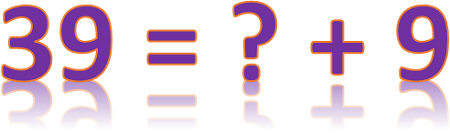 39 = ? + 9